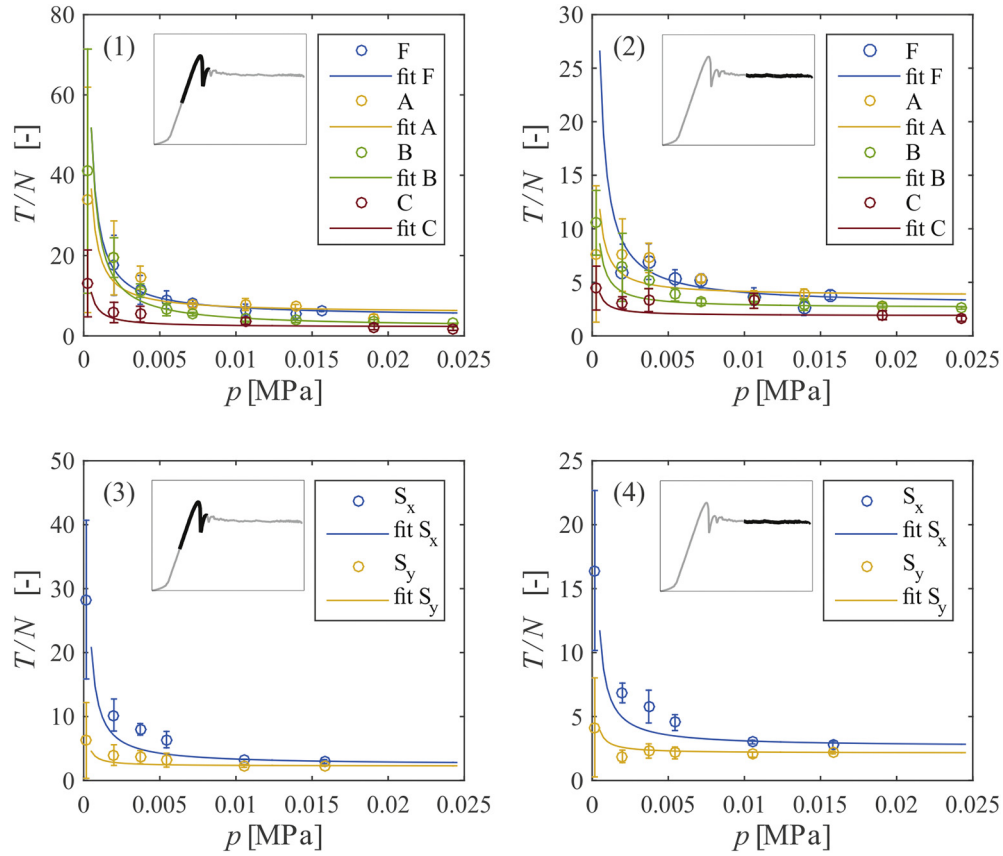 (1)
F
fit F
A
fit A
B
fit B
C
fit C
80
60
40
20
0
T/N [-]
0 0.005 0.01 0.015 0.02 0.025
p [MPa]
(2)
F
fit F
A
fit A
B
fit B
C
fit C
30
25
20
15
10
5
0
T/N [-]
0 0.005 0.01 0.015 0.02 0.025
p [MPa]
(3)
Sx
fit Sx
Sy
fit Sy
50
40
30
20
10
0
T/N [-]
0 0.005 0.01 0.015 0.02 0.025
p [MPa]
(4)
Sx
fit Sx
Sy
fit Sy
25
20
15
10
5
0
T/N [-]
0 0.005 0.01 0.015 0.02 0.025
p [MPa]